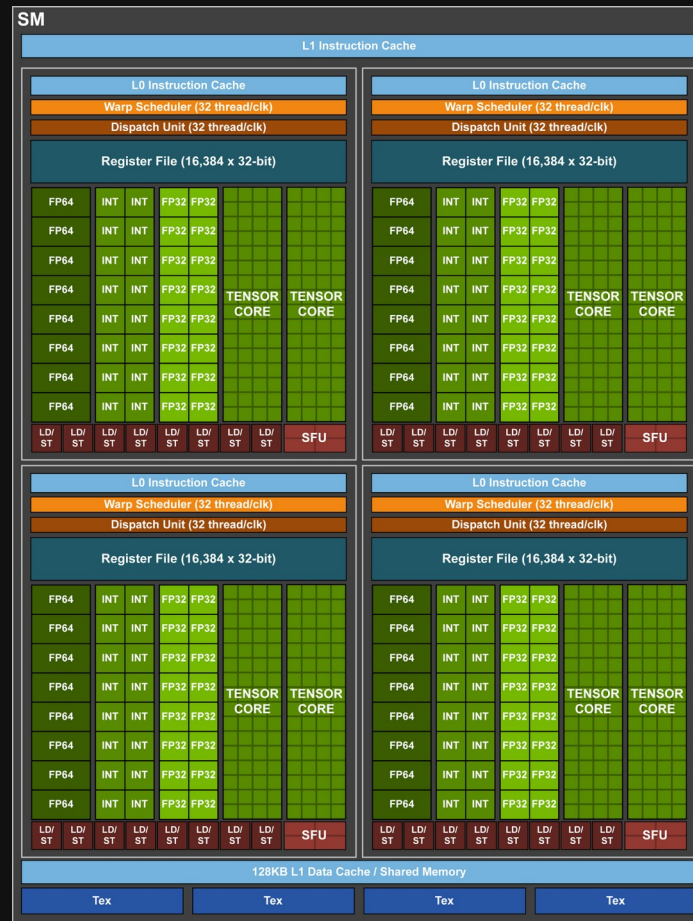 SM
L1 Instruction Cache
L0 Instruction Cache
Warp Scheduler (32 thread/clk)
Dispatch Unit (32 thread/clk)
Register File (16,384 x 32-bit)
FP64 INT INT FP32 FP32
FP64 INT INT FP32 FP32
FP64 INT INT FP32 FP32
FP64 INT INT FP32 FP32
TENSOR CORE TENSOR CORE
FP64 INT INT FP32 FP32
FP64 INT INT FP32 FP32
FP64 INT INT FP32 FP32
FP64 INT INT FP32 FP32
LD/ST LD/ST LD/ST LD/ST LD/ST LD/ST LD/ST LD/ST SFU
L0 Instruction Cache
Warp Scheduler (32 thread/clk)
Dispatch Unit (32 thread/clk)
Register File (16,384 x 32-bit)
FP64 INT INT FP32 FP32
FP64 INT INT FP32 FP32
FP64 INT INT FP32 FP32
FP64 INT INT FP32 FP32
TENSOR CORE TENSOR CORE
FP64 INT INT FP32 FP32
FP64 INT INT FP32 FP32
FP64 INT INT FP32 FP32
FP64 INT INT FP32 FP32
LD/ST LD/ST LD/ST LD/ST LD/ST LD/ST LD/ST LD/ST SFU
L0 Instruction Cache
Warp Scheduler (32 thread/clk)
Dispatch Unit (32 thread/clk)
Register File (16,384 x 32-bit)
FP64 INT INT FP32 FP32
FP64 INT INT FP32 FP32
FP64 INT INT FP32 FP32
FP64 INT INT FP32 FP32
TENSOR CORE TENSOR CORE
FP64 INT INT FP32 FP32
FP64 INT INT FP32 FP32
FP64 INT INT FP32 FP32
FP64 INT INT FP32 FP32
LD/ST LD/ST LD/ST LD/ST LD/ST LD/ST LD/ST LD/ST SFU
L0 Instruction Cache
Warp Scheduler (32 thread/clk)
Dispatch Unit (32 thread/clk)
Register File (16,384 x 32-bit)
FP64 INT INT FP32 FP32
FP64 INT INT FP32 FP32
FP64 INT INT FP32 FP32
FP64 INT INT FP32 FP32
TENSOR CORE TENSOR CORE
FP64 INT INT FP32 FP32
FP64 INT INT FP32 FP32
FP64 INT INT FP32 FP32
FP64 INT INT FP32 FP32
LD/ST LD/ST LD/ST LD/ST LD/ST LD/ST LD/ST LD/ST SFU
128KB L1 Data Cache / Shared Memory
Tex Tex Tex Tex